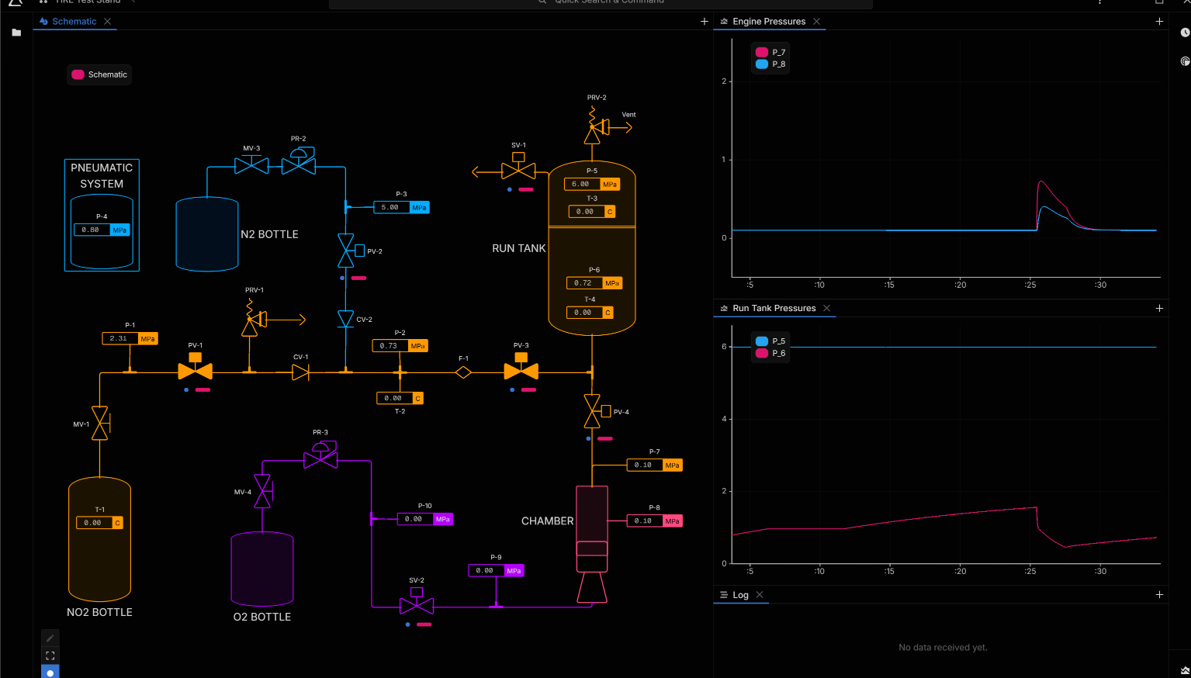 HRE Test Stand
Quick Search & Command
Schematic
Schematic
PNEUMATIC
SYSTEM
P-4
0.80 MPa
MV-3
PR-2
N2 BOTTLE
P-3
5.00 MPa
PV-2
CV-2
SV-1
PRV-2
Vent
P-5
6.00 MPa
T-3
0.00 C
RUN TANK
P-6
0.72 MPa
T-4
0.00 C
PRV-1
P-1
2.31 MPa
PV-1
CV-1
P-2
0.73 MPa
0.00 C
T-2
F-1
PV-3
PV-4
MV-1
T-1
0.00 C
NO2 BOTTLE
PR-3
MV-4
O2 BOTTLE
P-10
0.00 MPa
SV-2
P-9
0.00 MPa
P-7
0.10 MPa
CHAMBER
P-8
0.10 MPa
Engine Pressures
P_7
P_8
2
1
0
:5 :10 :15 :20 :25 :30
Run Tank Pressures
P_5
P_6
6
4
2
0
:5 :10 :15 :20 :25 :30
Log
No data received yet.